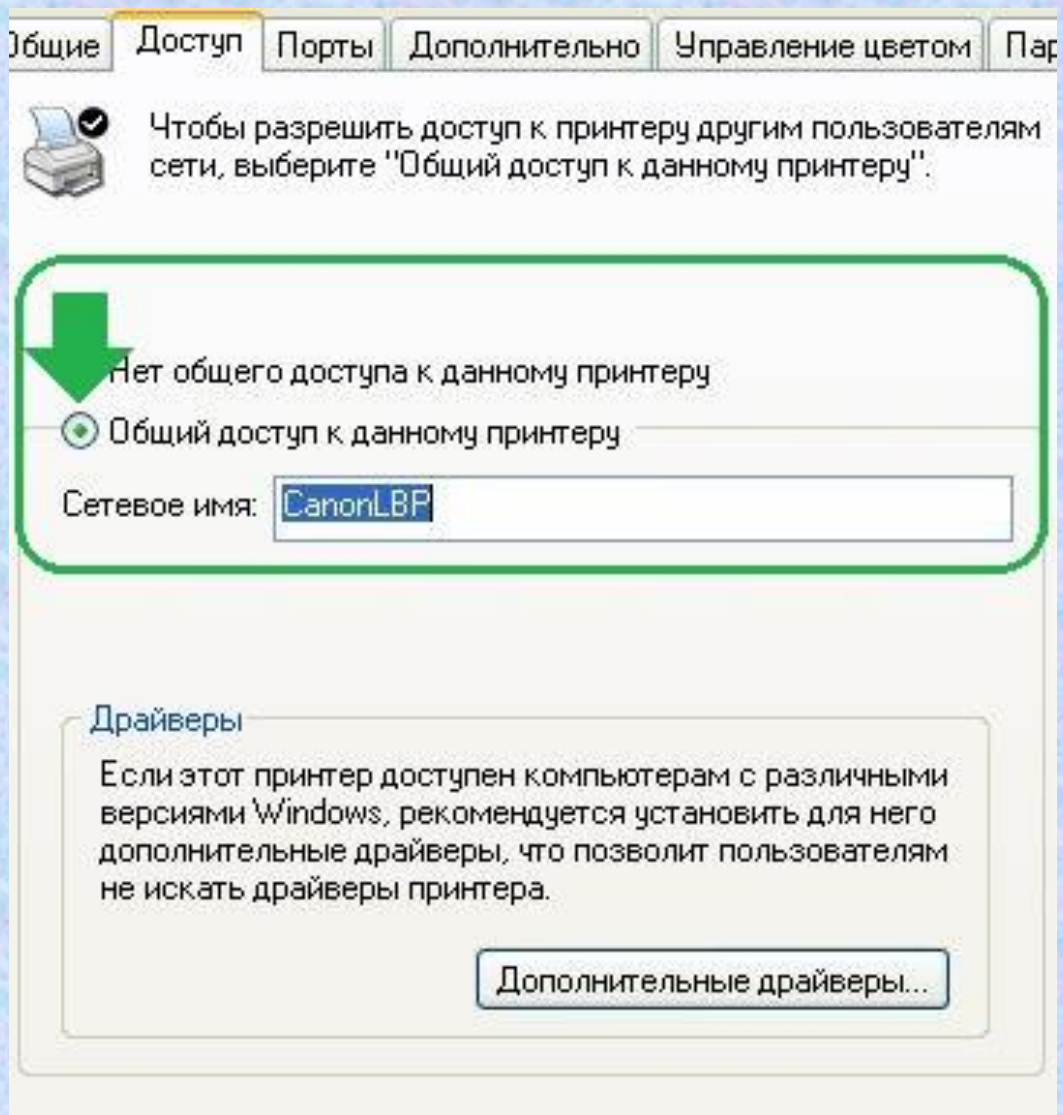 Общие Доступ Порты Дополнительно Управление цветом
Чтобы разрешить доступ к принтеру другим пользователям
сети, выберите "Общий доступ к данному принтеру".
Нет общего доступа к данному принтеру
Общий доступ к данному принтеру
Сетевое имя: CanonLBP
Драйверы
Если этот принтер доступен компьютерам с различными
версиями Windows, рекомендуется установить для него
дополнительные драйверы, что позволит пользователям
не искать драйверы принтера.
Дополнительные драйверы...